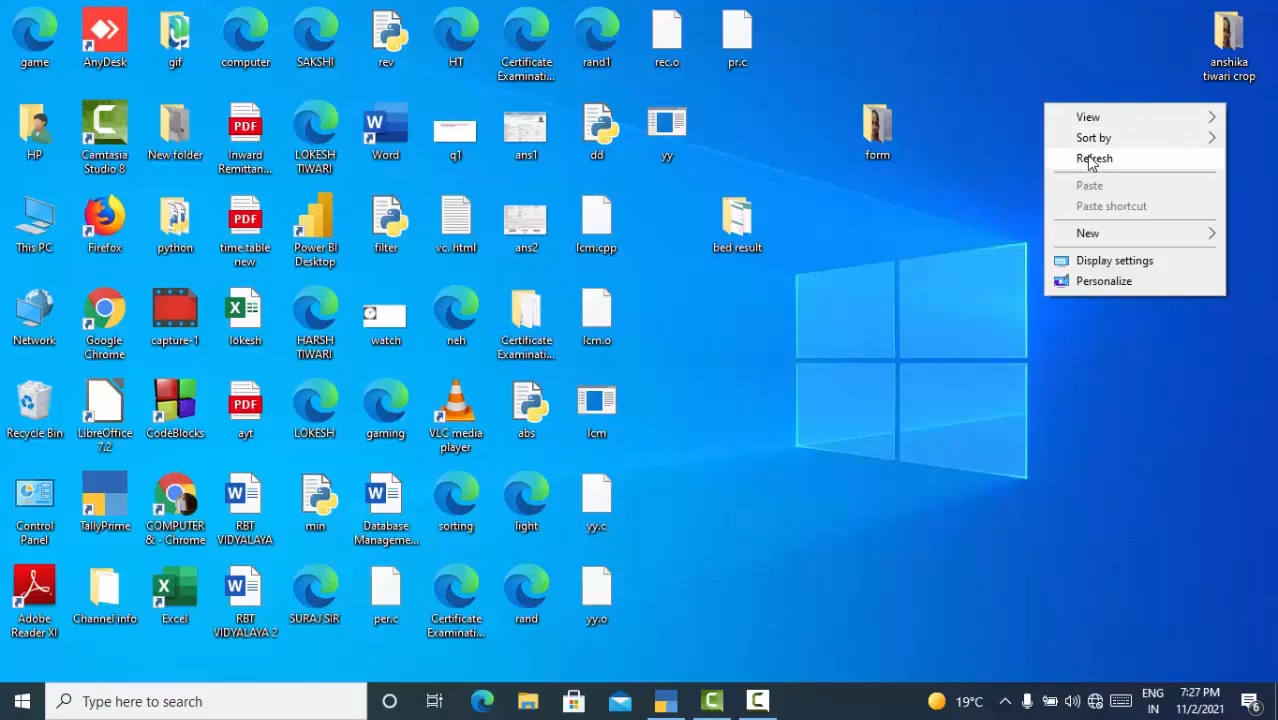 game
AnyDesk
gif
computer
SAKSHI
rev
HT
Certificate
Examinati...
rand1
rec.o
pr.c
anshika
tiwari crop
HP
Camtasia
Studio 8
New folder
PDF
Inward
Remittan...
LOKESH
TIWARI
Word
q1
ans1
dd
yy
form
This PC
Firefox
python
PDF
time table
new
Power BI
Desktop
filter
vc. html
ans2
lcm.cpp
bed result
Network
Google
Chrome
capture-1
lokesh
HARSH
TIWARI
watch
neh
Certificate
Examinati...
lcm.o
Recycle Bin
LibreOffice
7.2
CodeBlocks
PDF
ayt
LOKESH
gaming
VLC media
player
abs
lcm
Control
Panel
TallyPrime
COMPUTER
& - Chrome
RBT
VIDYALAYA
min
Database
Manageme...
sorting
light
yy.c
Adobe
Reader XI
Channel info
Excel
RBT
VIDYALAYA 2
SURAJ SIR
per.c
Certificate
Examinati...
rand
yy.o
View
Sort by
Refresh
Paste
Paste shortcut
New
Display settings
Personalize
Type here to search
19°C
ENG
IN
7:27 PM
11/2/2021
6